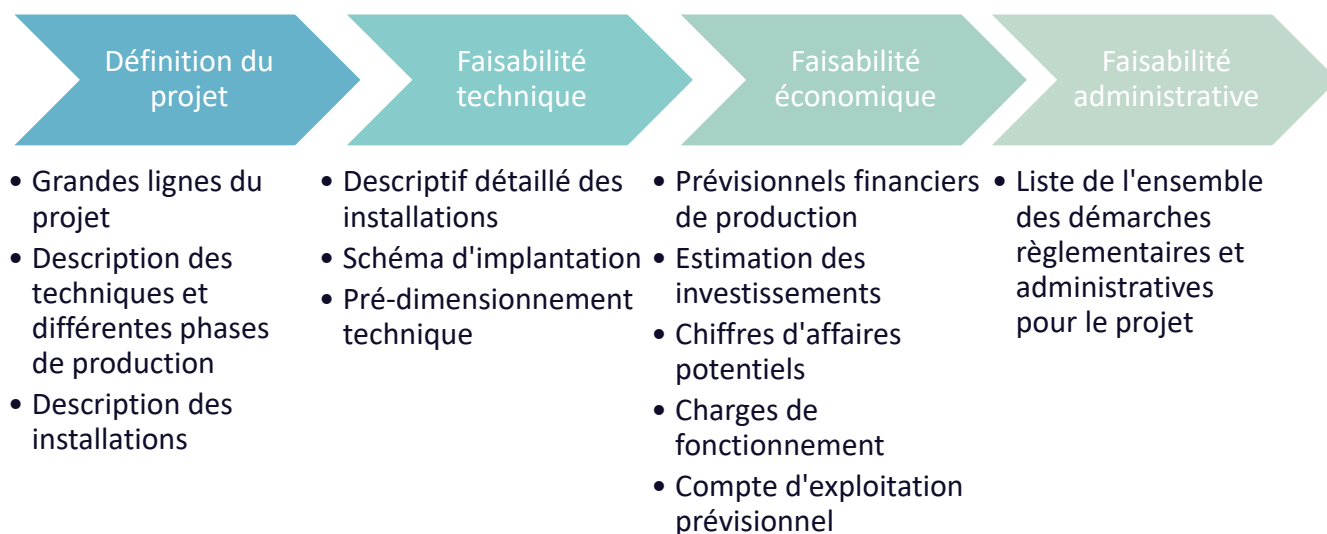 Définition du
projet
• Grandes lignes du
projet
• Description des
techniques et
différentes phases
de production
• Description des
installations
Faisabilité
technique
• Descriptif détaillé des
installations
• Schéma d'implantation
• Pré-dimensionnement
technique
Faisabilité
économique
• Prévisionnels financiers
de production
• Estimation des
investissements
• Chiffres d'affaires
potentiels
• Charges de
fonctionnement
• Compte d'exploitation
prévisionnel
Faisabilité
administrative
• Liste de l'ensemble
des démarches
règlementaires et
administratives
pour le projet